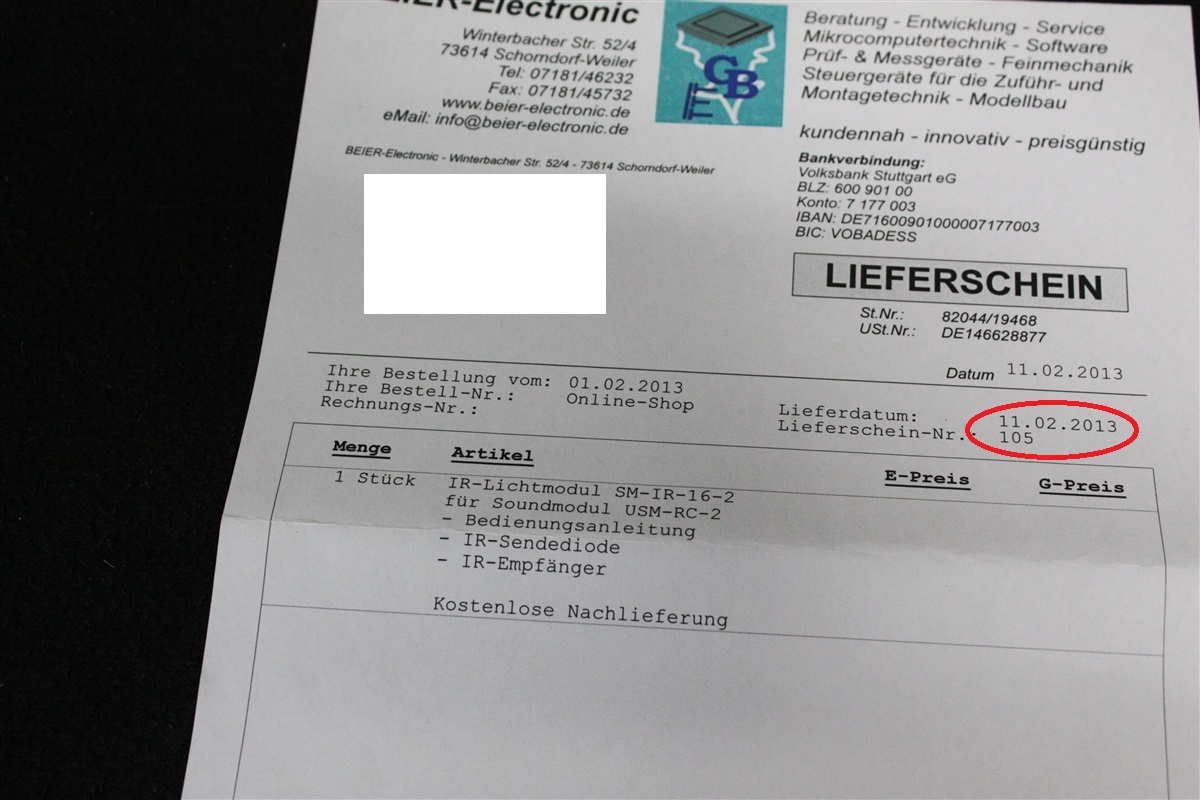 BEIER-Electronic
Winterbacher Str. 52/4
73614 Schorndorf-Weiler
Tel: 07181/46232
Fax: 07181/45732
www.beier-electronic.de
eMail: info@beier-electronic.de
GB
Beratung - Entwicklung - Service
Mikrocomputertechnik - Software
Prüf- & Messgeräte - Feinmechanik
Steuergeräte für die Zuführ- und
Montagetechnik - Modellbau
kundennah - innovativ - preisgünstig
BEIER-Electronic - Winterbacher Str. 52/4 - 73614 Schorndorf-Weiler
Bankverbindung:
Volksbank Stuttgart eG
BLZ: 600 901 00
Konto: 7 177 003
IBAN: DE71600901000007177003
BIC: VOBADESS
LIEFERSCHEIN
St.Nr.: 82044/19468
USt.Nr.: DE146628877
Datum 11.02.2013
Ihre Bestellung vom: 01.02.2013
Ihre Bestell-Nr.: Online-Shop
Rechnungs-Nr.:
Lieferdatum: 11.02.2013
Lieferschein-Nr.: 105
Menge Artikel E-Preis G-Preis
1 Stück IR-Lichtmodul SM-IR-16-2
für Soundmodul USM-RC-2
- Bedienungsanleitung
- IR-Sendediode
- IR-Empfänger
Kostenlose Nachlieferung